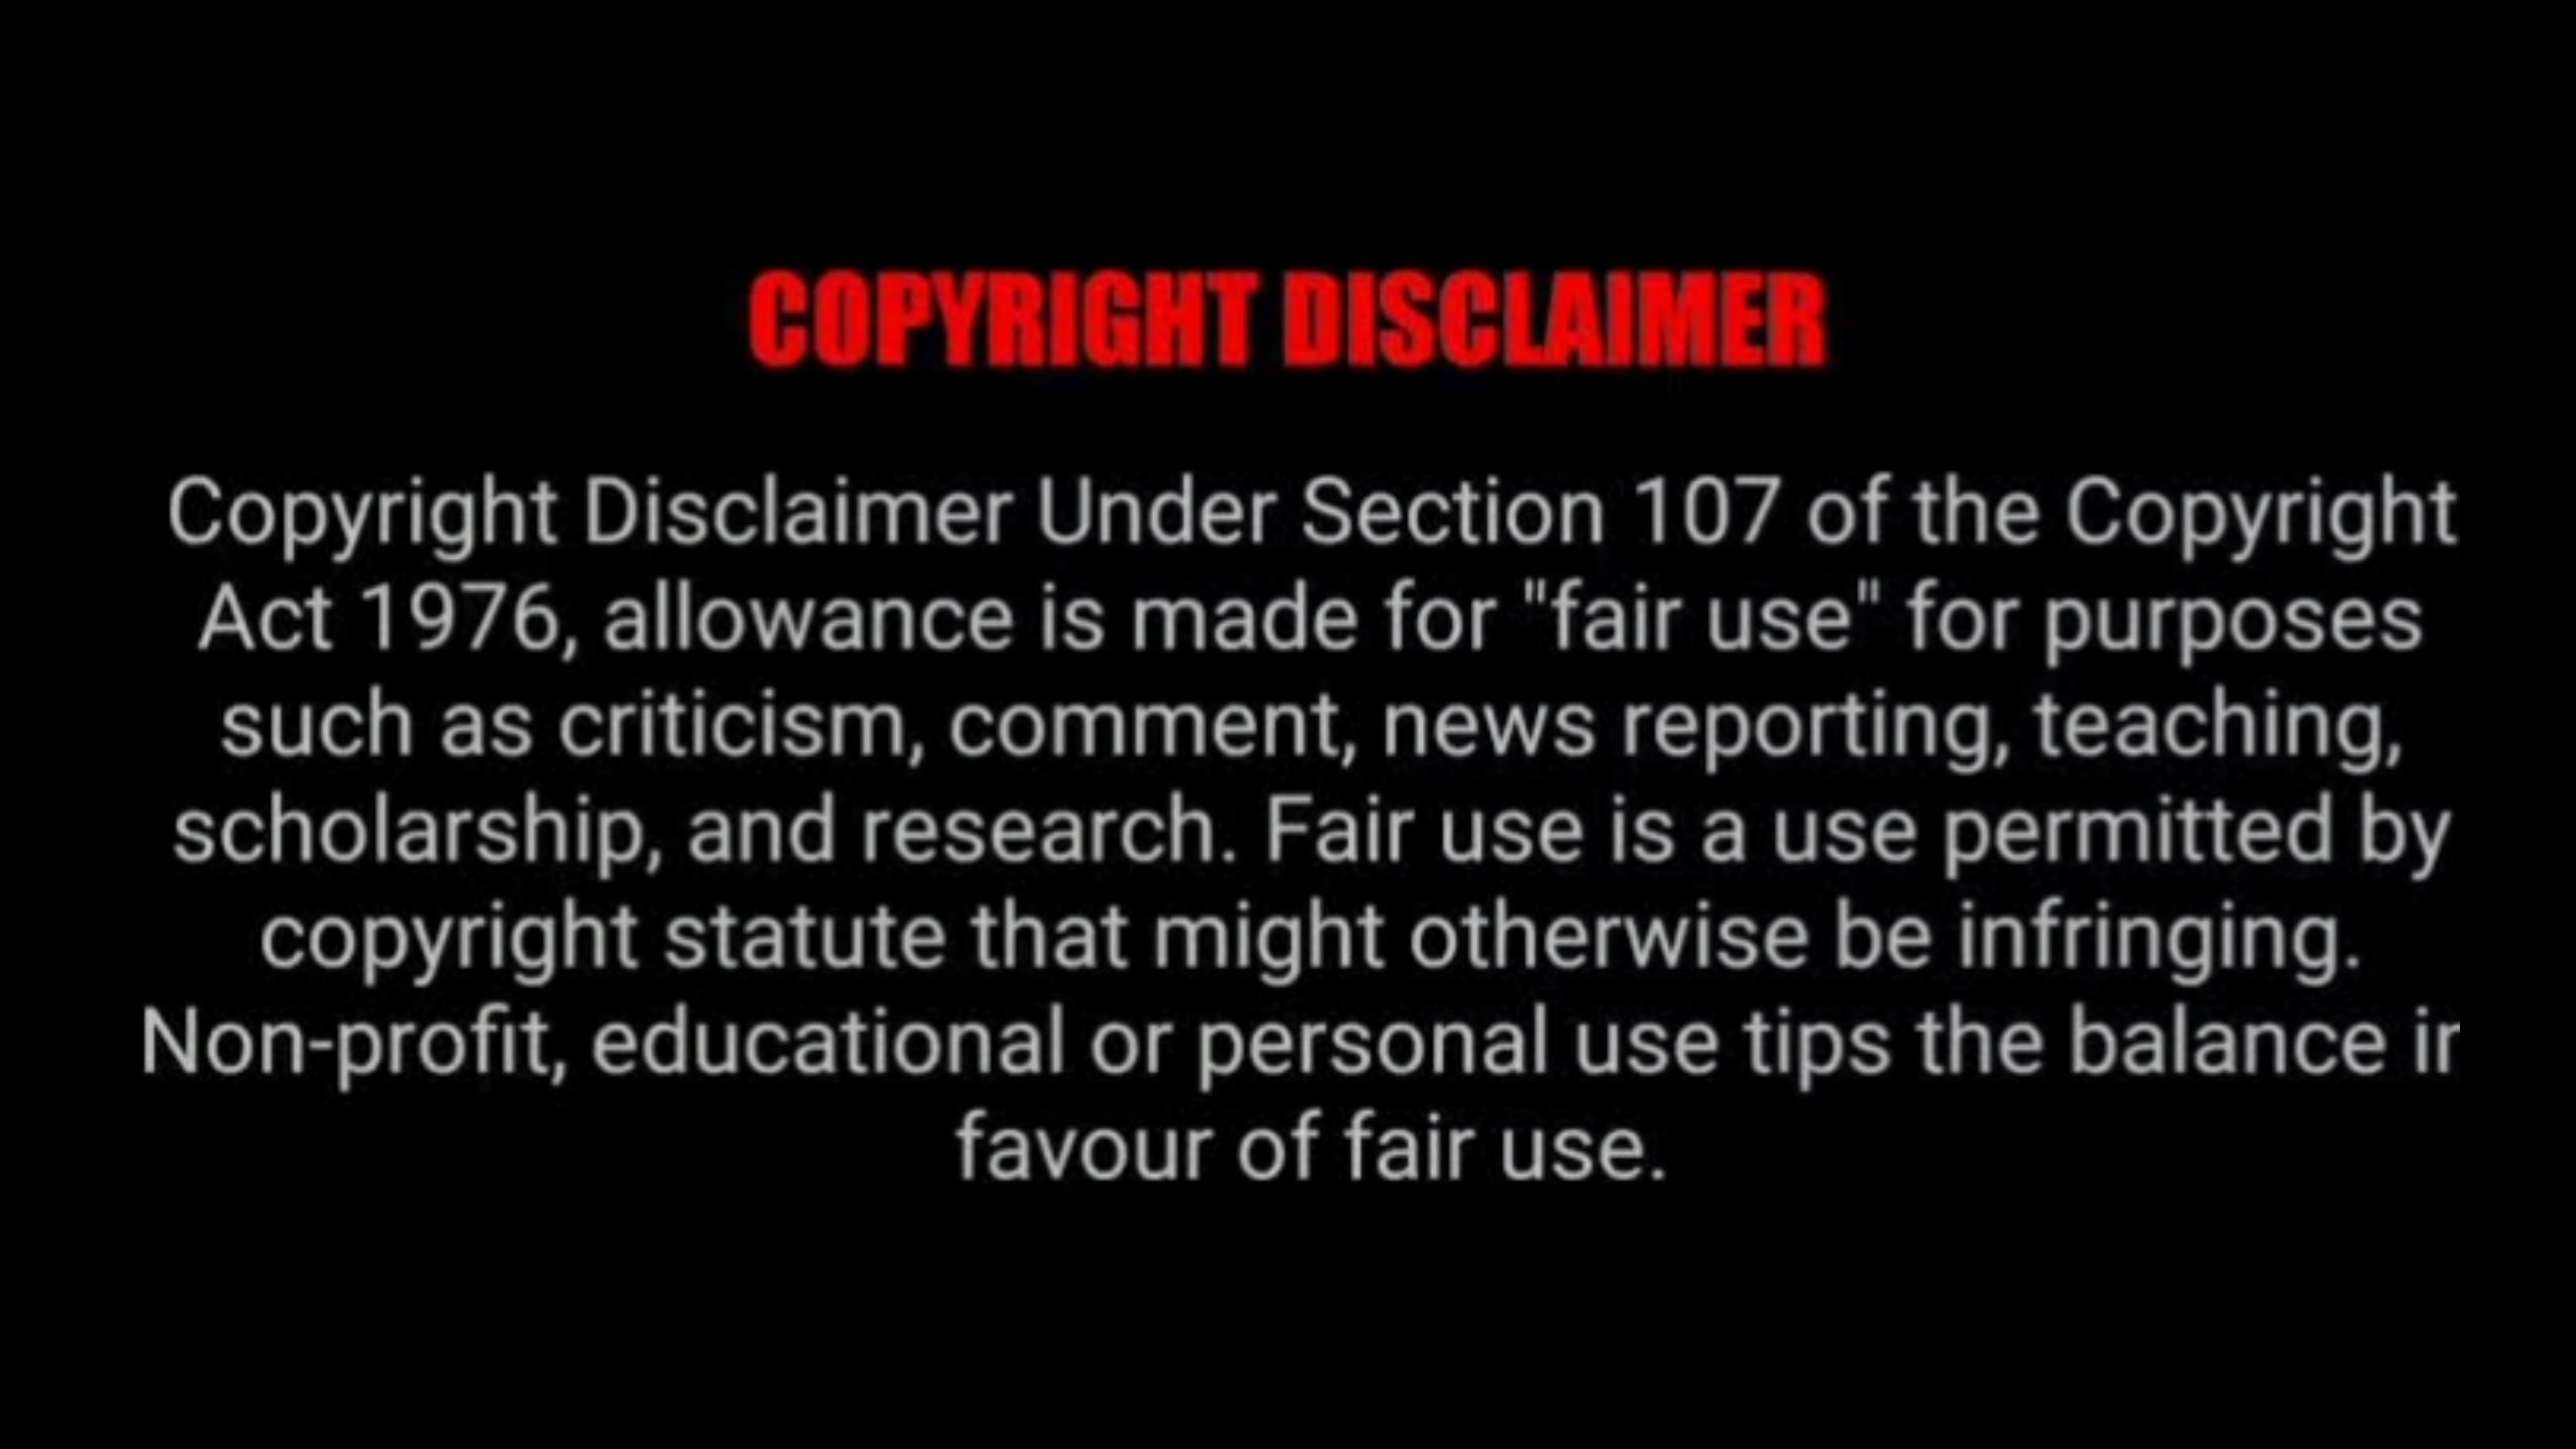 COPYRIGHT DISCLAIMER
Copyright Disclaimer Under Section 107 of the Copyright
Act 1976, allowance is made for "fair use" for purposes
such as criticism, comment, news reporting, teaching,
scholarship, and research. Fair use is a use permitted by
copyright statute that might otherwise be infringing.
Non-profit, educational or personal use tips the balance
favour of fair use.